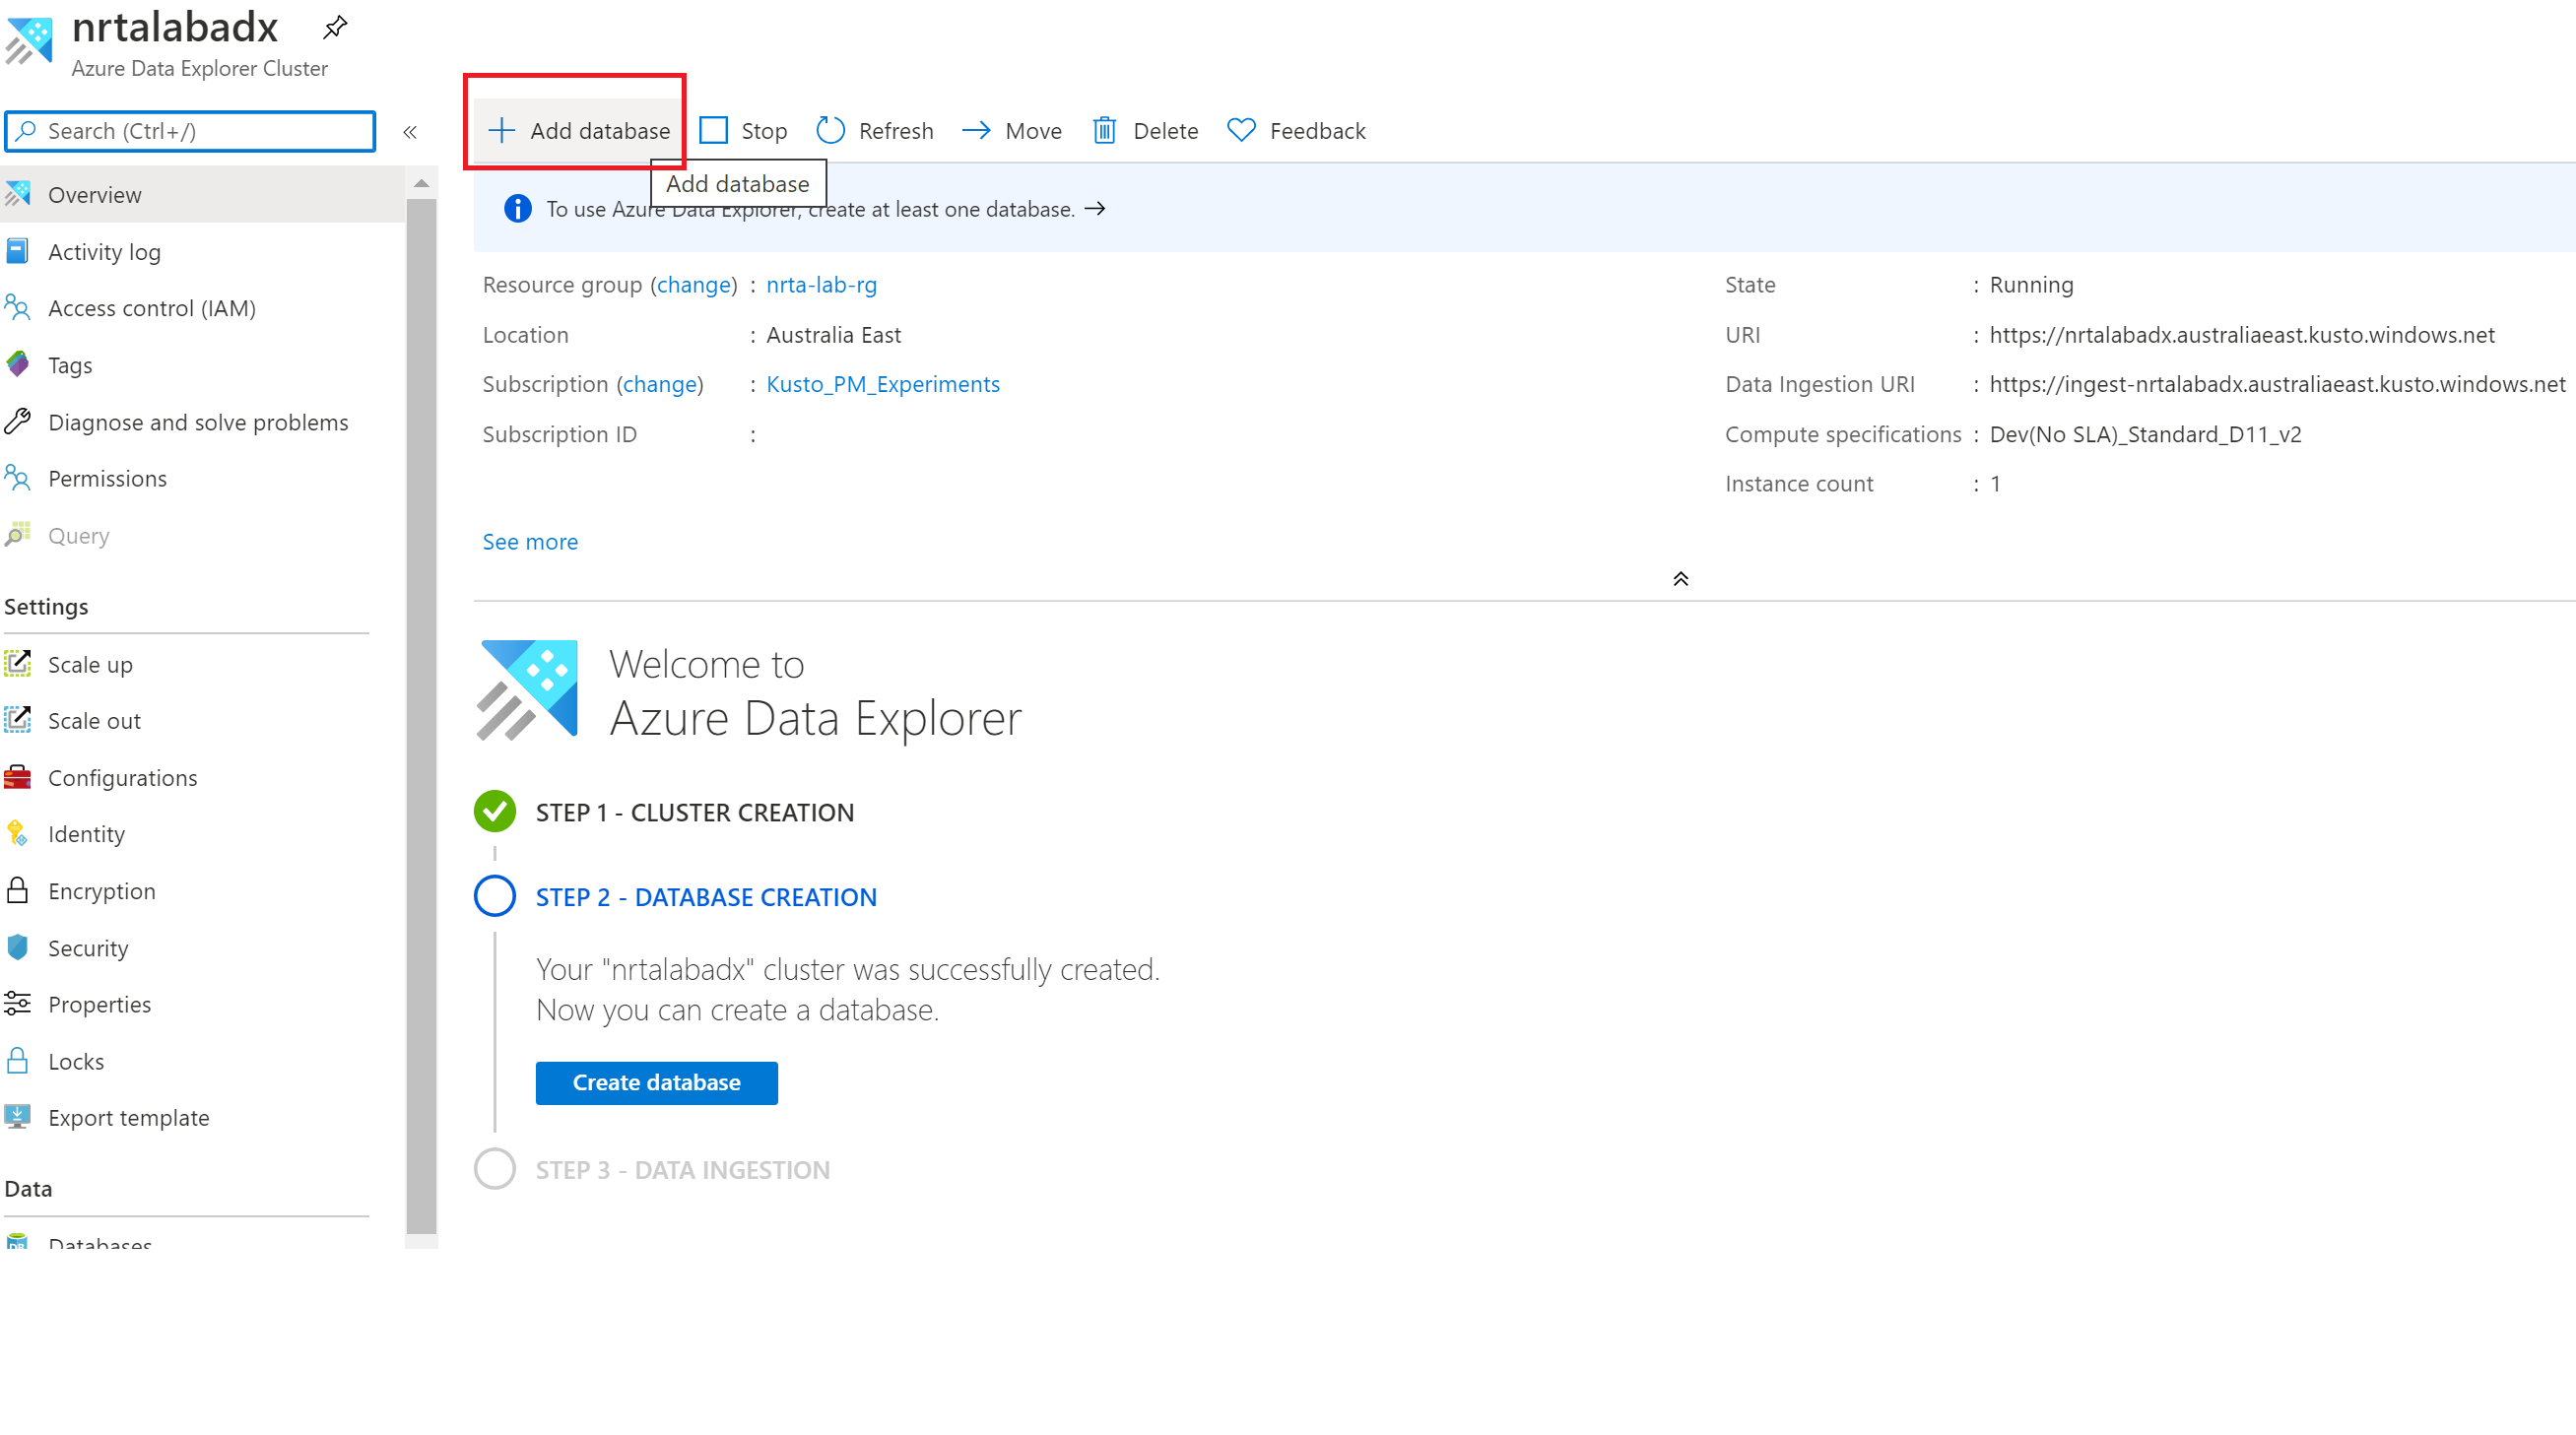 nrtalabadx
Azure Data Explorer Cluster
Search (Ctrl+/)
Overview
Activity log
Access control (IAM)
Tags
Diagnose and solve problems
Permissions
Query
Settings
Scale up
Scale out
Configurations
Identity
Encryption
Security
Properties
Locks
Export template
Data
Databases
Add database
Stop
Refresh
Move
Delete
Feedback
Add database
To use Azure Data Explorer, create at least one database.
Resource group (change) : nrta-lab-rg
Location : Australia East
Subscription (change) : Kusto_PM_Experiments
Subscription ID :
See more
State : Running
URI : https://nrtalabadx.australiaeast.kusto.windows.net
Data Ingestion URI : https://ingest-nrtalabadx.australiaeast.kusto.windows.net
Compute specifications : Dev(No SLA)_Standard_D11_v2
Instance count : 1
Welcome to
Azure Data Explorer
STEP 1 - CLUSTER CREATION
STEP 2 - DATABASE CREATION
Your "nrtalabadx" cluster was successfully created.
Now you can create a database.
Create database
STEP 3 - DATA INGESTION